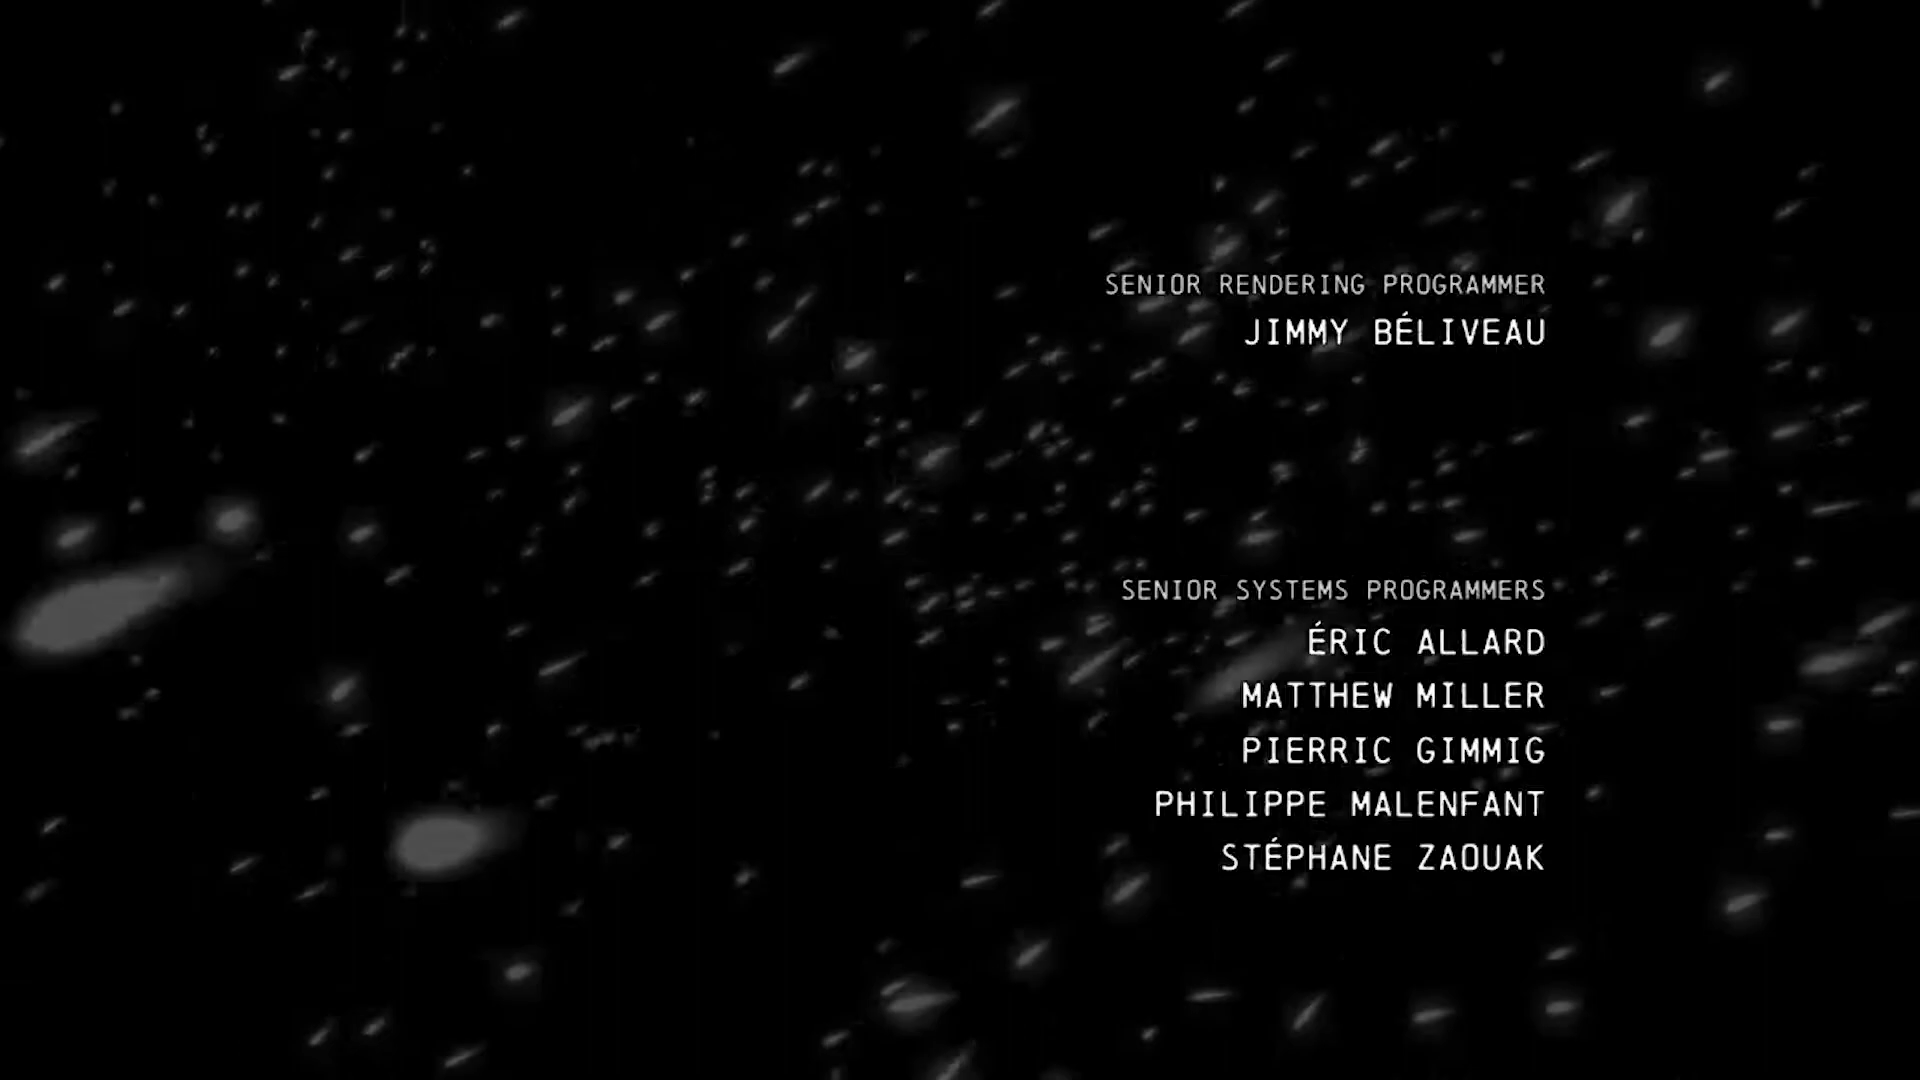 SENIOR RENDERING PROGRAMMER
JIMMY BÉLIVEAU
SENIOR SYSTEMS PROGRAMMERS
ÉRIC ALLARD
MATTHEW MILLER
PIERRIC GIMMIG
PHILIPPE MALENFANT
STÉPHANE ZAOUAK